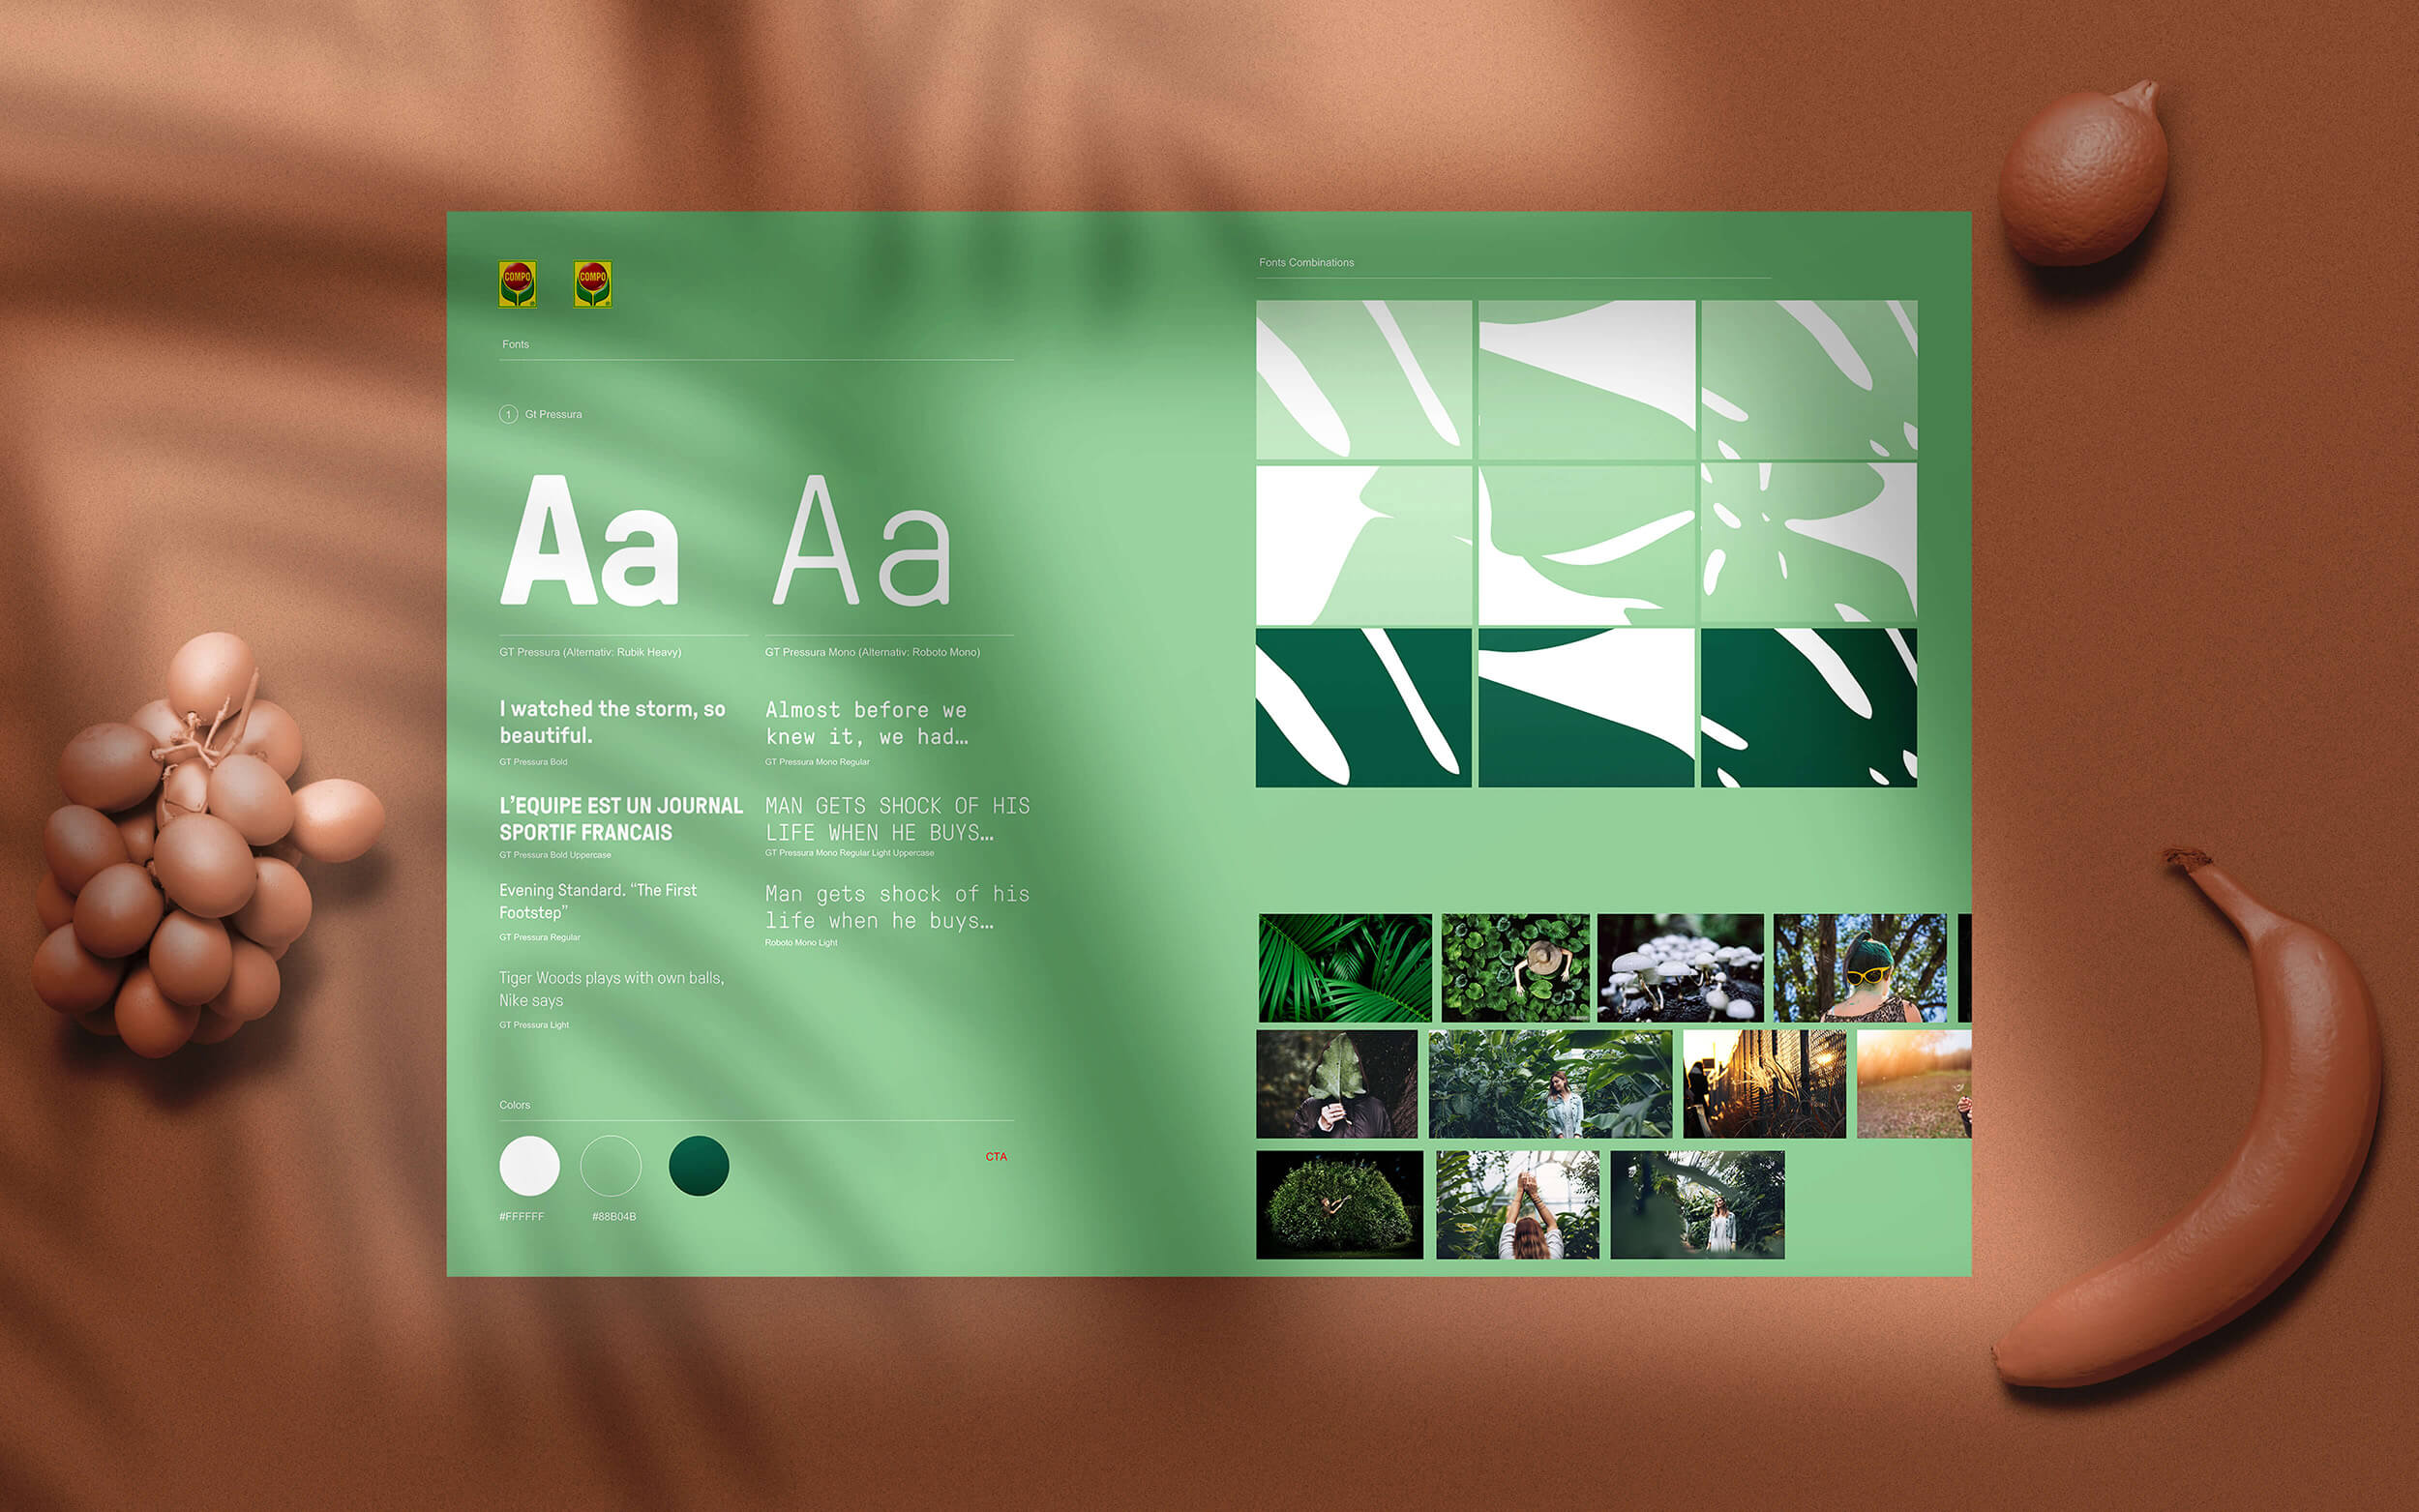 COMPO
COMPO
Fonts
1 Gt Pressura
Aa
Aa
GT Pressura (Alternativ: Rubik Heavy)
GT Pressura Mono (Alternativ: Roboto Mono)
I watched the storm, so
beautiful.
GT Pressura Bold
Almost before we
knew it, we had…
GT Pressura Mono Regular
L’EQUIPE EST UN JOURNAL
SPORTIF FRANCAIS
GT Pressura Bold Uppercase
MAN GETS SHOCK OF HIS
LIFE WHEN HE BUYS…
GT Pressura Mono Regular Light Uppercase
Evening Standard. “The First
Footstep”
GT Pressura Regular
Man gets shock of his
life when he buys…
Roboto Mono Light
Tiger Woods plays with own balls,
Nike says
GT Pressura Light
Colors
CTA
#FFFFFF
#88B04B
Fonts Combinations